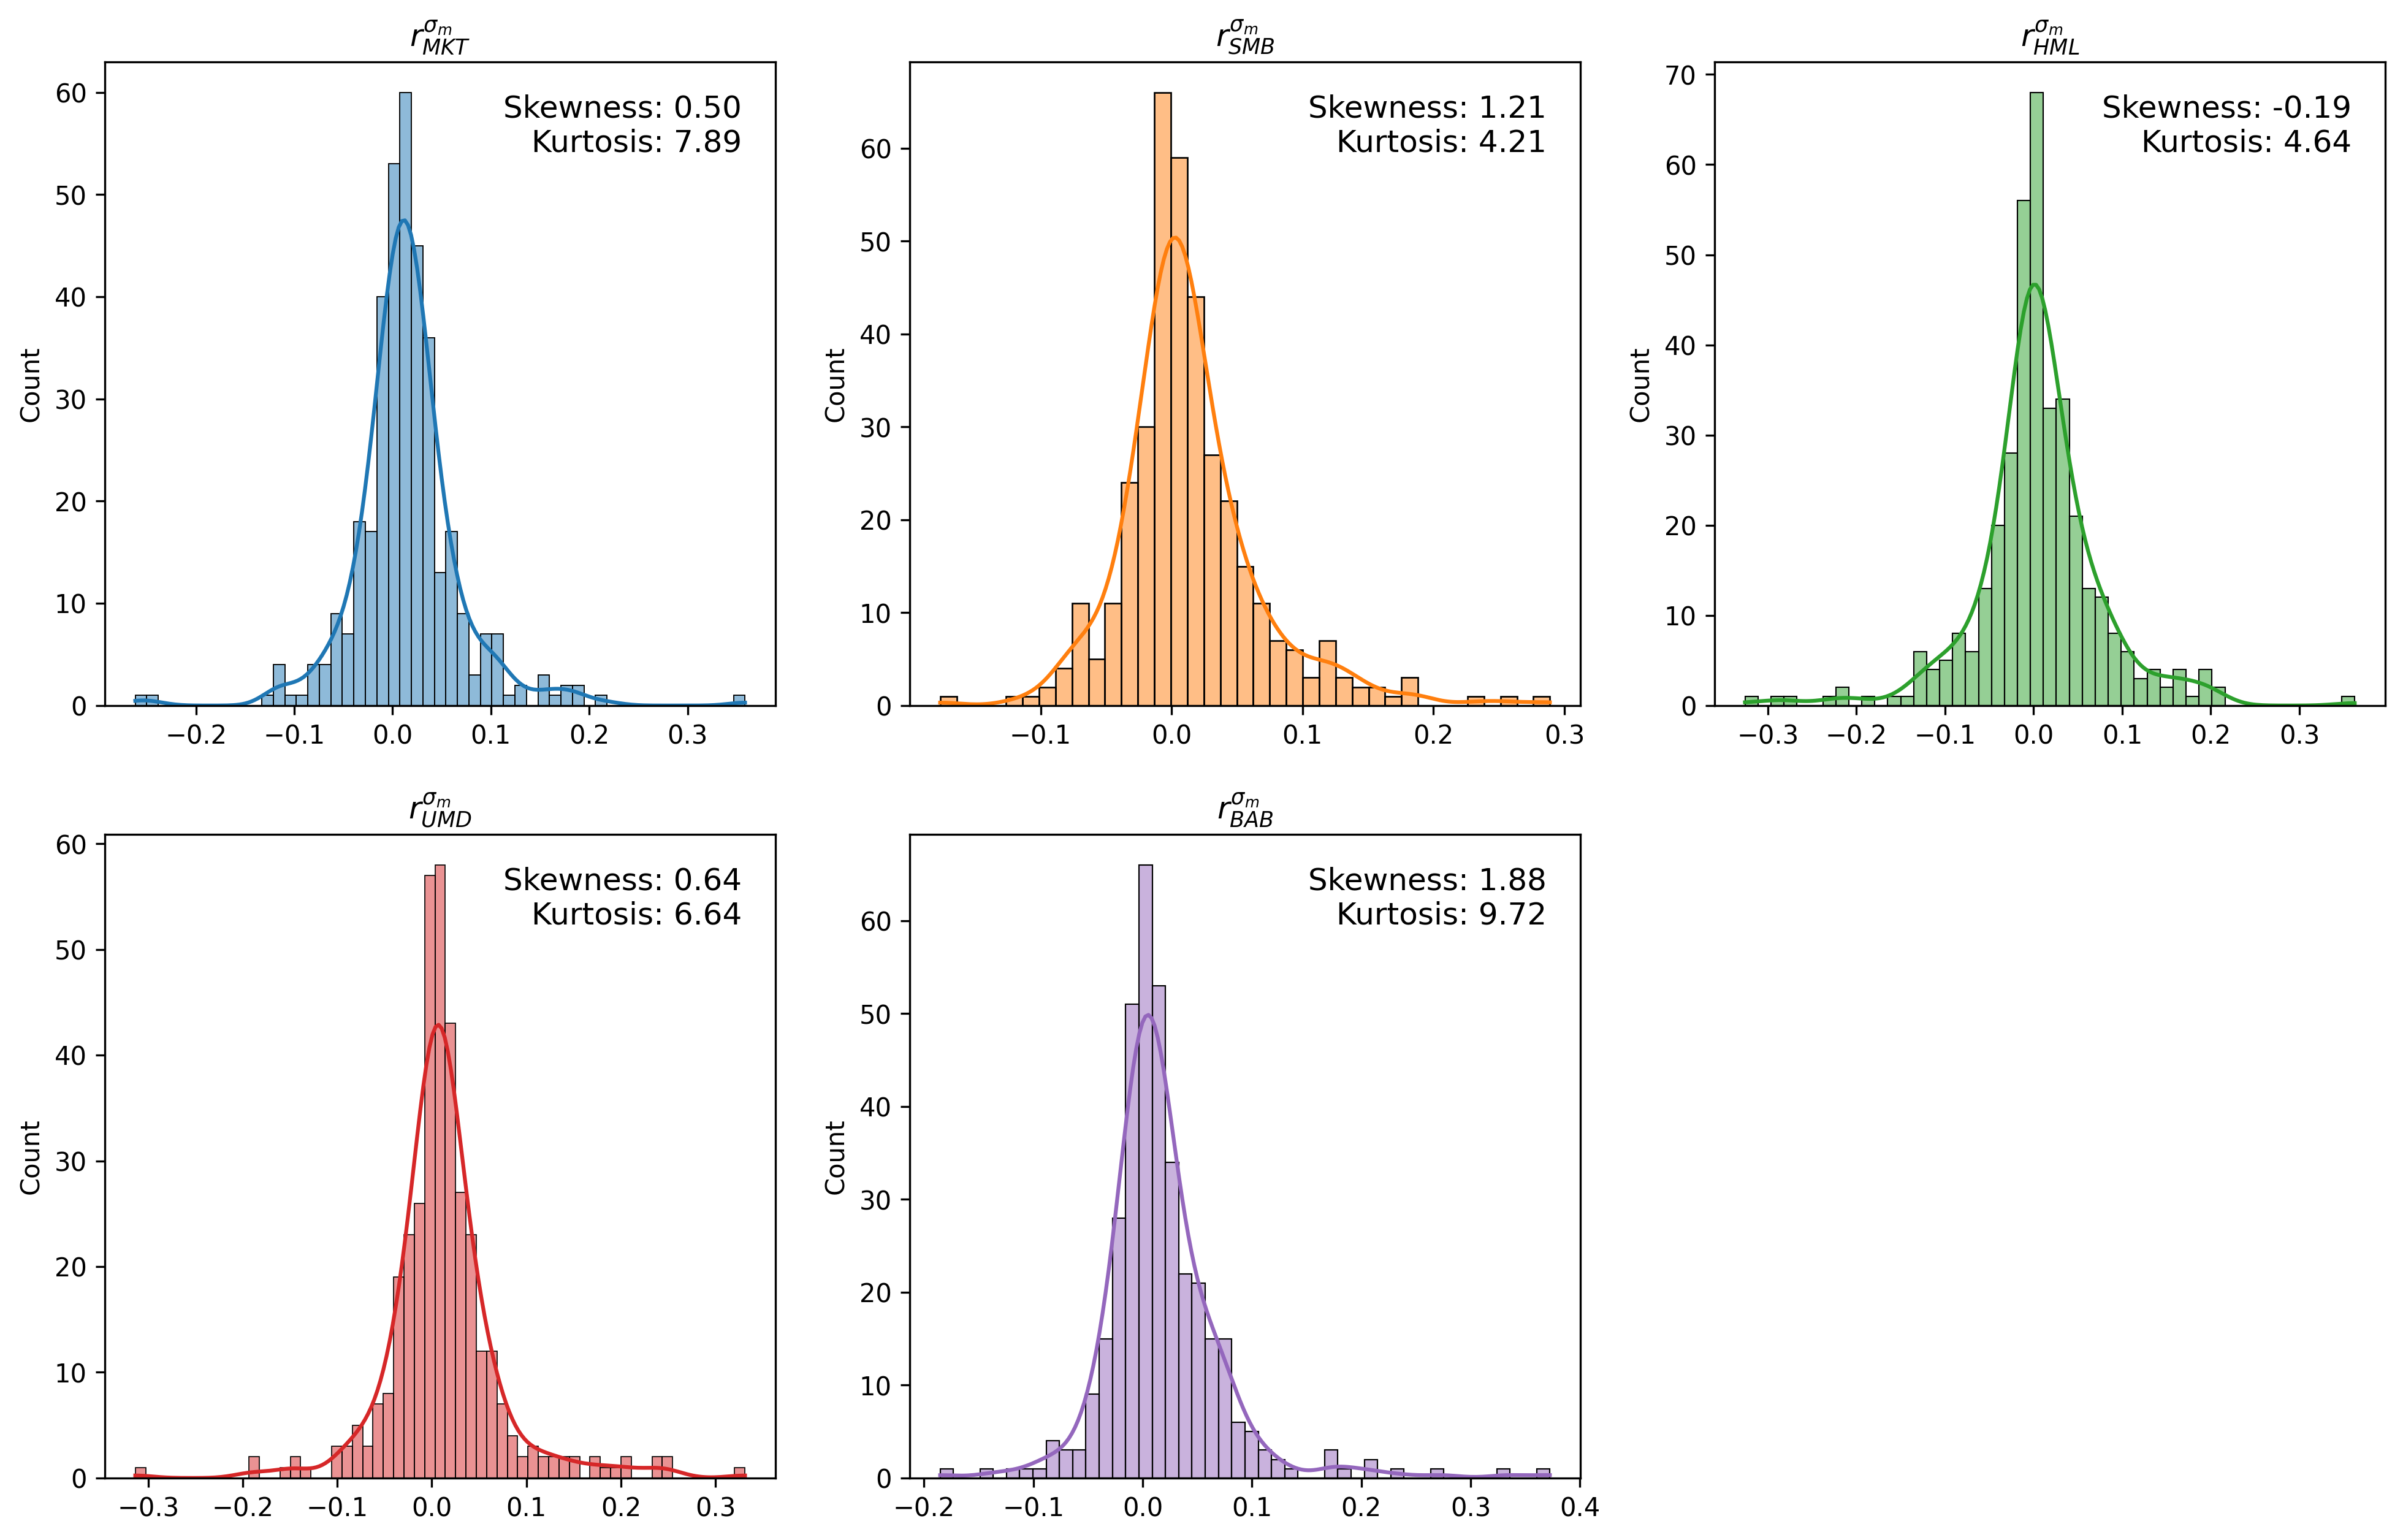 r_{MKT}^{σ_m}
Skewness: 0.50
Kurtosis: 7.89
Count
60
50
40
30
20
10
0
−0.2 −0.1 0.0 0.1 0.2 0.3
r_{SMB}^{σ_m}
Skewness: 1.21
Kurtosis: 4.21
Count
60
50
40
30
20
10
0
−0.1 0.0 0.1 0.2 0.3
r_{HML}^{σ_m}
Skewness: -0.19
Kurtosis: 4.64
Count
70
60
50
40
30
20
10
0
−0.3 −0.2 −0.1 0.0 0.1 0.2 0.3
r_{UMD}^{σ_m}
Skewness: 0.64
Kurtosis: 6.64
Count
60
50
40
30
20
10
0
−0.3 −0.2 −0.1 0.0 0.1 0.2 0.3
r_{BAB}^{σ_m}
Skewness: 1.88
Kurtosis: 9.72
Count
60
50
40
30
20
10
0
−0.2 −0.1 0.0 0.1 0.2 0.3 0.4